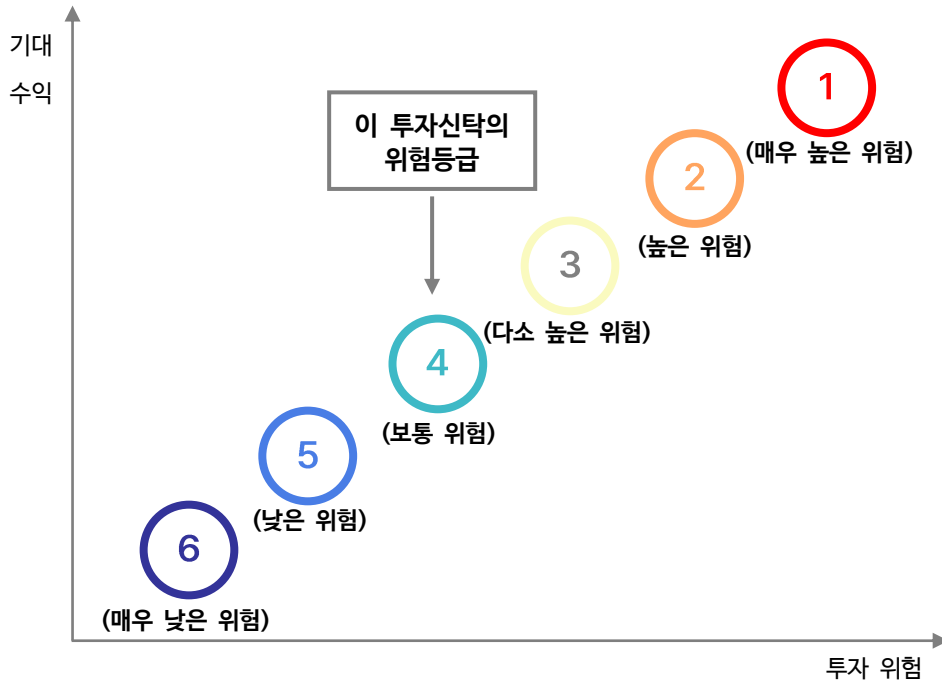 기대
수익
1
(매우 높은 위험)
이 투자신탁의
위험등급
2
(높은 위험)
3
(다소 높은 위험)
4
(보통 위험)
5
(낮은 위험)
6
(매우 낮은 위험)
투자 위험